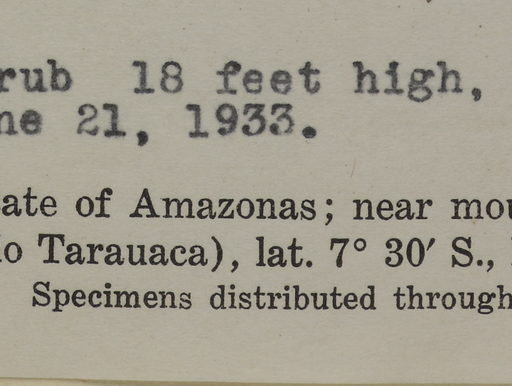 rub 18 feet high,
ne 21, 1933.
ate of Amazonas; near mou
o Tarauaca), lat. 7° 30′ S.,
Specimens distributed through